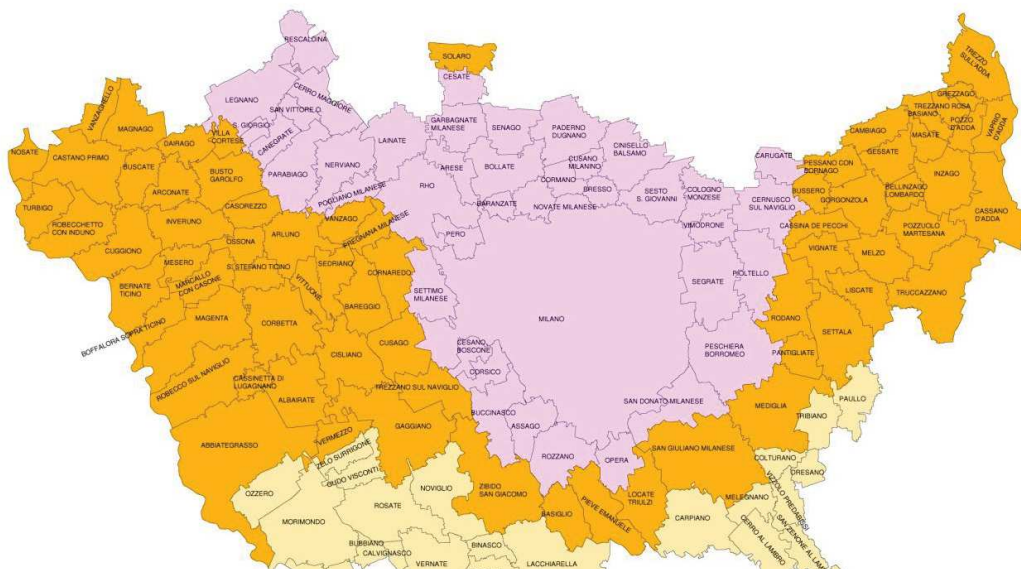 RESCALDINA
SOLARO
TREZZO
SULL'ADDA
CESATE
LEGNANO
CERRO MAGGIORE
VANZAGHELLO
SAN VITTORE O.
GREZZAGO
TREZZANO ROSA
BASIANO
POZZO
D'ADDA
VAPRIO
D'ADDA
MAGNAGO
S. GIORGIO
VILLA
CORTESE
CANEGRATE
GARBAGNATE
MILANESE
SENAGO
PADERNO
DUGNANO
CAMBIAGO
MASATE
NOSATE
CASTANO PRIMO
DAIRAGO
LAINATE
CINISELLO
BALSAMO
CARUGATE
GESSATE
BUSCATE
BUSTO
GAROLFO
PARABIAGO
NERVIANO
ARESE
BOLLATE
CUSANO
MILANINO
PESSANO CON
BORNAGO
INZAGO
ARCONATE
POGLIANO MILANESE
RHO
CORMANO
BRESSO
SESTO
S. GIOVANNI
COLOGNO
MONZESE
CERNUSCO
SUL NAVIGLIO
BUSSERO
GORGONZOLA
BELLINZAGO
LOMBARDO
TURBIGO
CASOREZZO
BARANZATE
NOVATE MILANESE
CASSANO
D'ADDA
ROBECCHETTO
CON INDUNO
INVERUNO
VANZAGO
PREGNANA MILANESE
VIMODRONE
CASSINA DE PECCHI
POZZUOLO
MARTESANA
CUGGIONO
OSSONA
ARLUNO
PERO
VIGNATE
MELZO
MESERO
S. STEFANO TICINO
SEDRIANO
CORNAREDO
PIOLTELLO
BERNATE
TICINO
MARCALLO
CON CASONE
VITTUONE
SETTIMO
MILANESE
SEGRATE
LISCATE
TRUCCAZZANO
BAREGGIO
BOFFALORA SOPRA TICINO
MAGENTA
CORBETTA
MILANO
RODANO
SETTALA
CUSAGO
CESANO
BOSCONE
PESCHIERA
BORROMEO
PANTIGLIATE
ROBECCO SUL NAVIGLIO
CISLIANO
CORSICO
CASSINETTA DI
LUGAGNANO
TREZZANO SUL NAVIGLIO
ALBAIRATE
SAN DONATO MILANESE
MEDIGLIA
PAULLO
TRIBIANO
BUCCINASCO
ASSAGO
GAGGIANO
ABBIATEGRASSO
VERMEZZO
ZELO SURRIGONE
ROZZANO
OPERA
SAN GIULIANO MILANESE
COLTURANO
DRESANO
GUDO VISCONTI
NOVIGLIO
ZIBIDO
SAN GIACOMO
LOCATE
TRIULZI
VIZZOLO PREDABISSI
OZZERO
ROSATE
MELEGNANO
BASIGLIO
PIEVE EMANUELE
CARPIANO
MORIMONDO
CERRO AL LAMBRO
SAN ZENONE AL LAM
BUBBIANO
CALVIGNASCO
BINASCO
VERNATE
LACCHIARELLA